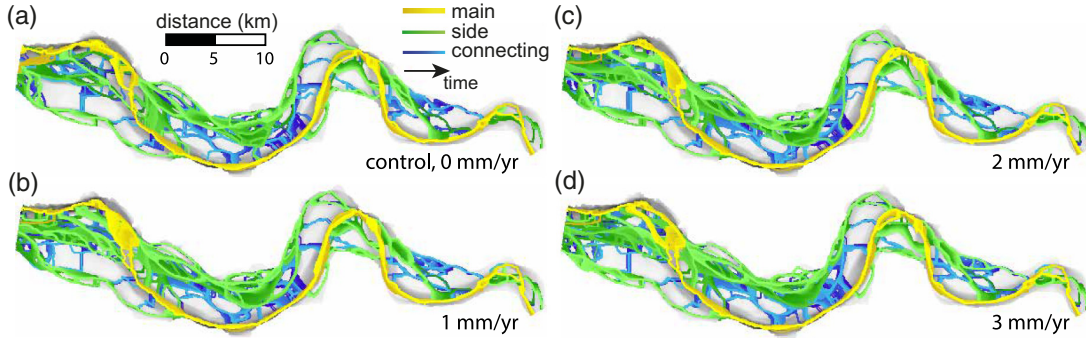 (a)
distance (km)
0 5 10
main
side
connecting
time
control, 0 mm/yr
(c)
2 mm/yr
(b)
1 mm/yr
(d)
3 mm/yr